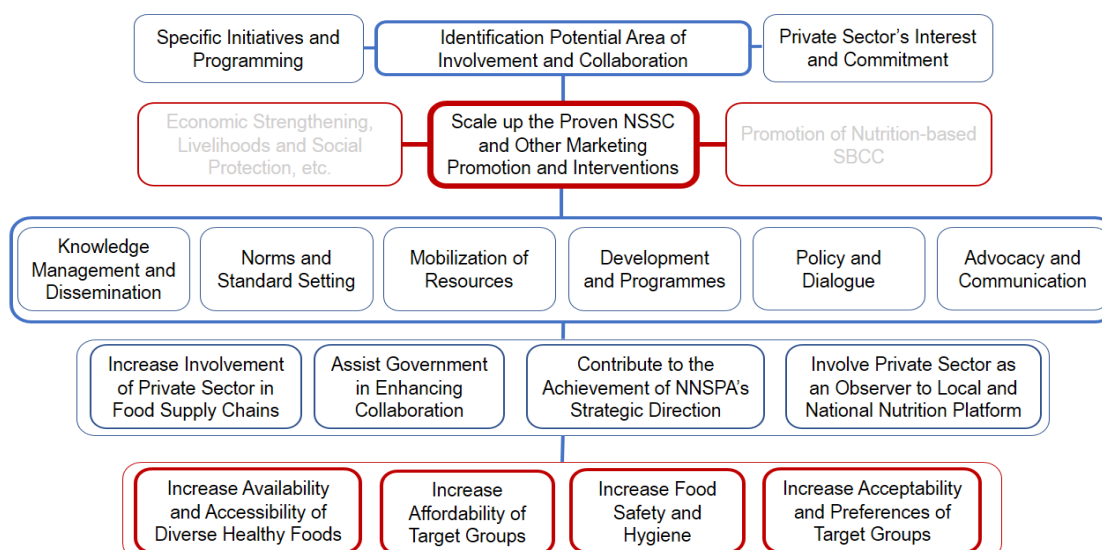 Specific Initiatives and
Programming
Identification Potential Area of
Involvement and Collaboration
Private Sector's Interest
and Commitment
Economic Strengthening,
Livelihoods and Social
Protection, etc.
Scale up the Proven NSSC
and Other Marketing
Promotion and Interventions
Promotion of Nutrition-based
SBCC
Knowledge
Management and
Dissemination
Norms and
Standard Setting
Mobilization of
Resources
Development
and Programmes
Policy and
Dialogue
Advocacy and
Communication
Increase Involvement
of Private Sector in
Food Supply Chains
Assist Government
in Enhancing
Collaboration
Contribute to the
Achievement of NNSPA's
Strategic Direction
Involve Private Sector as
an Observer to Local and
National Nutrition Platform
Increase Availability
and Accessibility of
Diverse Healthy Foods
Increase
Affordability of
Target Groups
Increase Food
Safety and
Hygiene
Increase Acceptability
and Preferences of
Target Groups